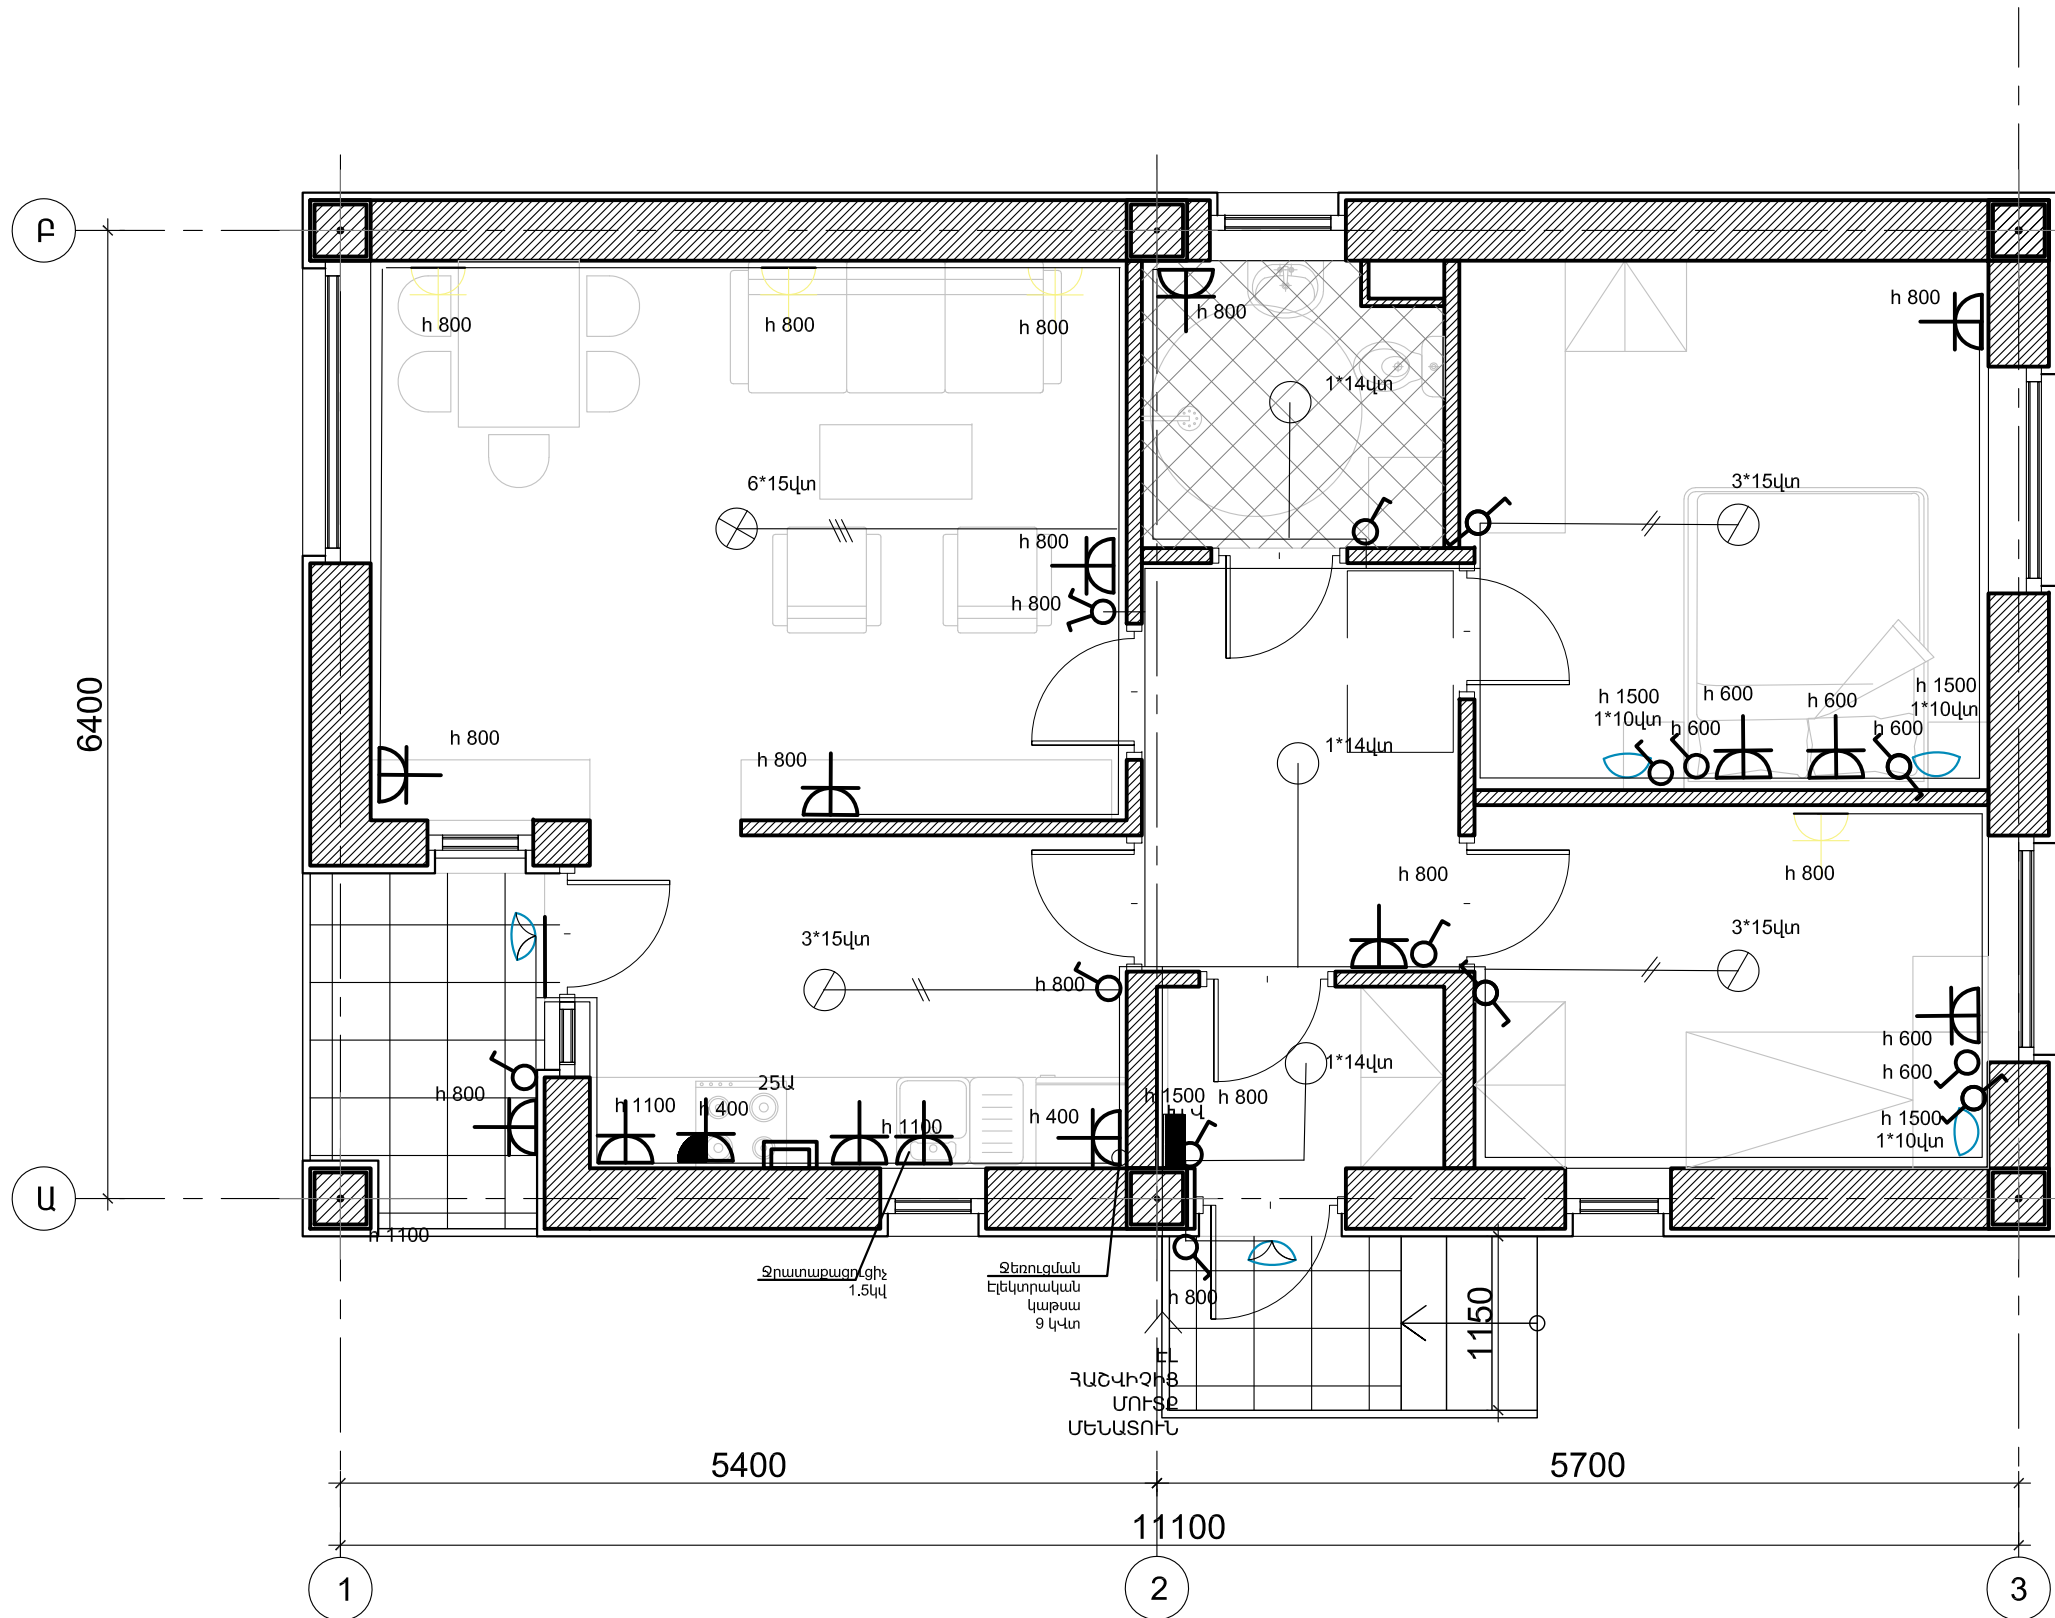 Բ
h 800
h 800
h 800
h 800
h 800
1*14վտ
6*15վտ
3*15վտ
h 800
h 800
6400
h 800
h 800
1*14վտ
h 1500
1*10վտ
h 600
h 600
h 600
h 1500
1*10վտ
h 600
h 800
h 800
3*15վտ
3*15վտ
h 800
h 800
25Ա
h 1100
h 400
h 1100
h 400
1*14վտ
h 1500
h 800
h 600
h 600
h 1500
1*10վտ
Ա
h 1100
Ջրատաքացուցիչ
1.5կվ
Ջեռուցման
Էլեկտրական
կաթսա
9 կՎտ
h 800
1150
ԷԼ
ՀԱՇՎԻՉԻՑ
ՄՈՒՏՔ
ՄԵՆԱՏՈՒՆ
5400
5700
11100
1
2
3